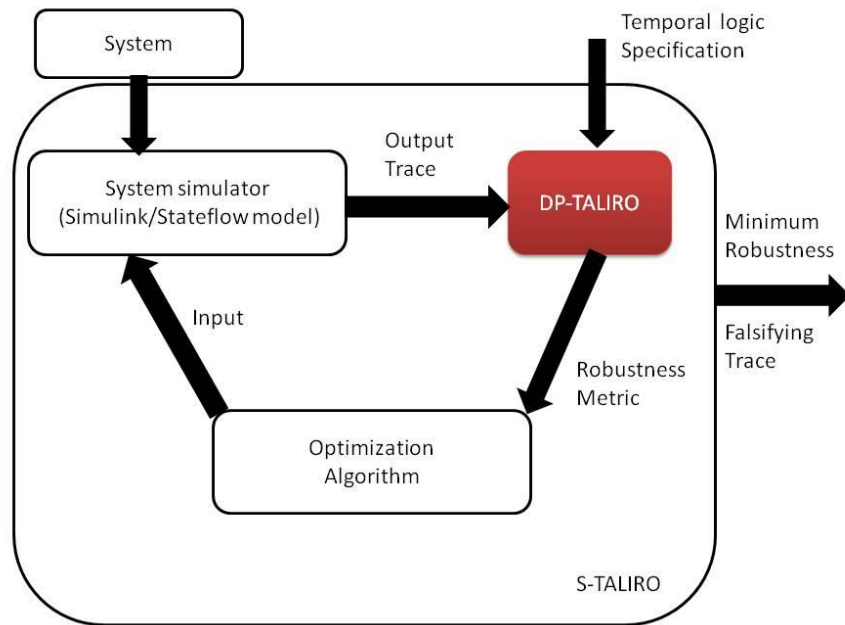 System
Temporal logic
Specification
System simulator
(Simulink/Stateflow model)
Output
Trace
DP-TALIRO
Minimum
Robustness
Falsifying
Trace
Input
Robustness
Metric
Optimization
Algorithm
S-TALIRO